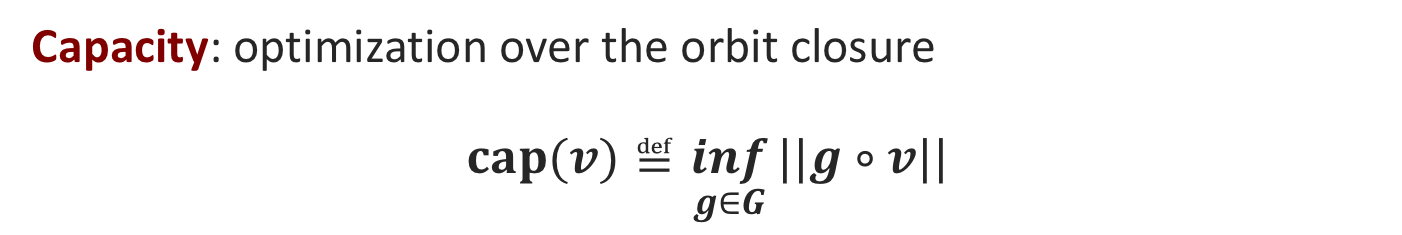 Capacity: optimization over the orbit closure
cap(v) ≝ inf ||g ∘ v||
g∈G